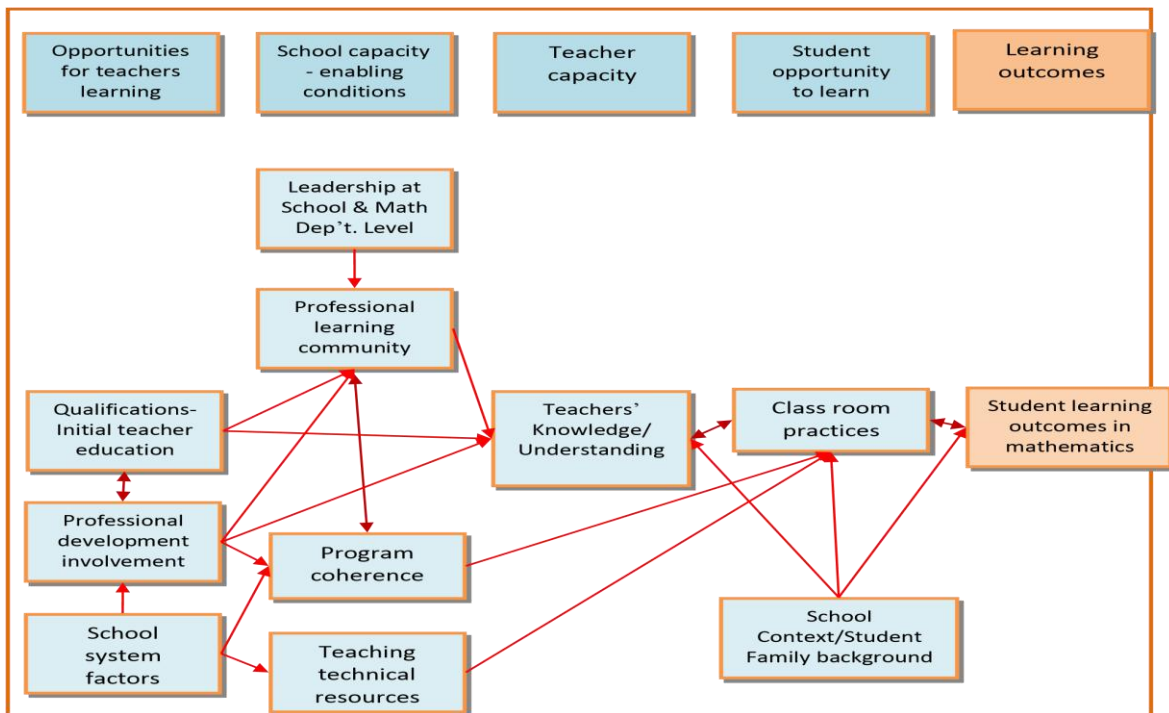 Opportunities
for teachers
learning
School capacity
- enabling
conditions
Teacher
capacity
Student
opportunity
to learn
Learning
outcomes
Leadership at
School & Math
Dep't. Level
Professional
learning
community
Qualifications-
Initial teacher
education
Teachers'
Knowledge/
Understanding
Class room
practices
Student learning
outcomes in
mathematics
Professional
development
involvement
Program
coherence
School
system
factors
Teaching
technical
resources
School
Context/Student
Family background